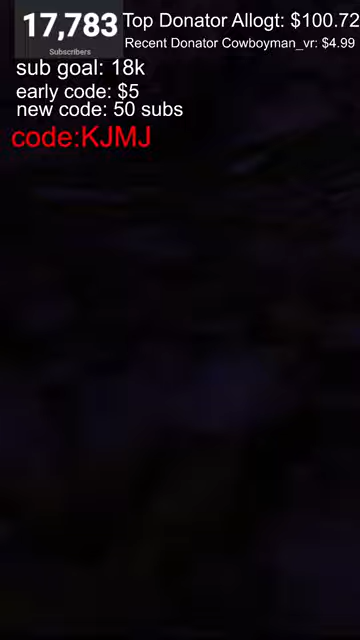 17,783
Subscribers
Top Donator Allogt: $100.72
Recent Donator Cowboyman_vr: $4.99
sub goal: 18k
early code: $5
new code: 50 subs
code:KJMJ